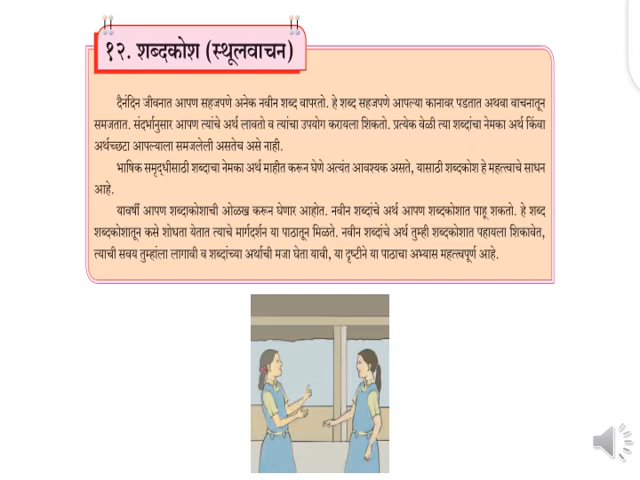 १२. शब्दकोश (स्थूलवाचन)
दैनंदिन जीवनात आपण सहजपणे अनेक नवीन शब्द वापरतो. हे शब्द सहजपणे आपल्या कानावर पडतात अथवा वाचनातून
समजतात. संदर्भानुसार आपण त्यांचे अर्थ लावतो व त्यांचा उपयोग करायला शिकतो. प्रत्येक वेळी त्या शब्दांचा नेमका अर्थ किंवा
अर्थच्छटा आपल्याला समजलेली असतेच असे नाही.
भाषिक समृद्धीसाठी शब्दाचा नेमका अर्थ माहीत करून घेणे अत्यंत आवश्यक असते, यासाठी शब्दकोश हे महत्त्वाचे साधन
आहे.
यावर्षी आपण शब्दाकोशाची ओळख करून घेणार आहोत. नवीन शब्दांचे अर्थ आपण शब्दकोशात पाहू शकतो. हे शब्द
शब्दकोशातून कसे शोधता येतात त्याचे मार्गदर्शन या पाठातून मिळते. नवीन शब्दांचे अर्थ तुम्ही शब्दकोशात पहायला शिकावेत,
त्याची सवय तुम्हांला लागावी व शब्दांच्या अर्थाची मजा घेता यावी, या दृष्टीने या पाठाचा अभ्यास महत्त्वपूर्ण आहे.